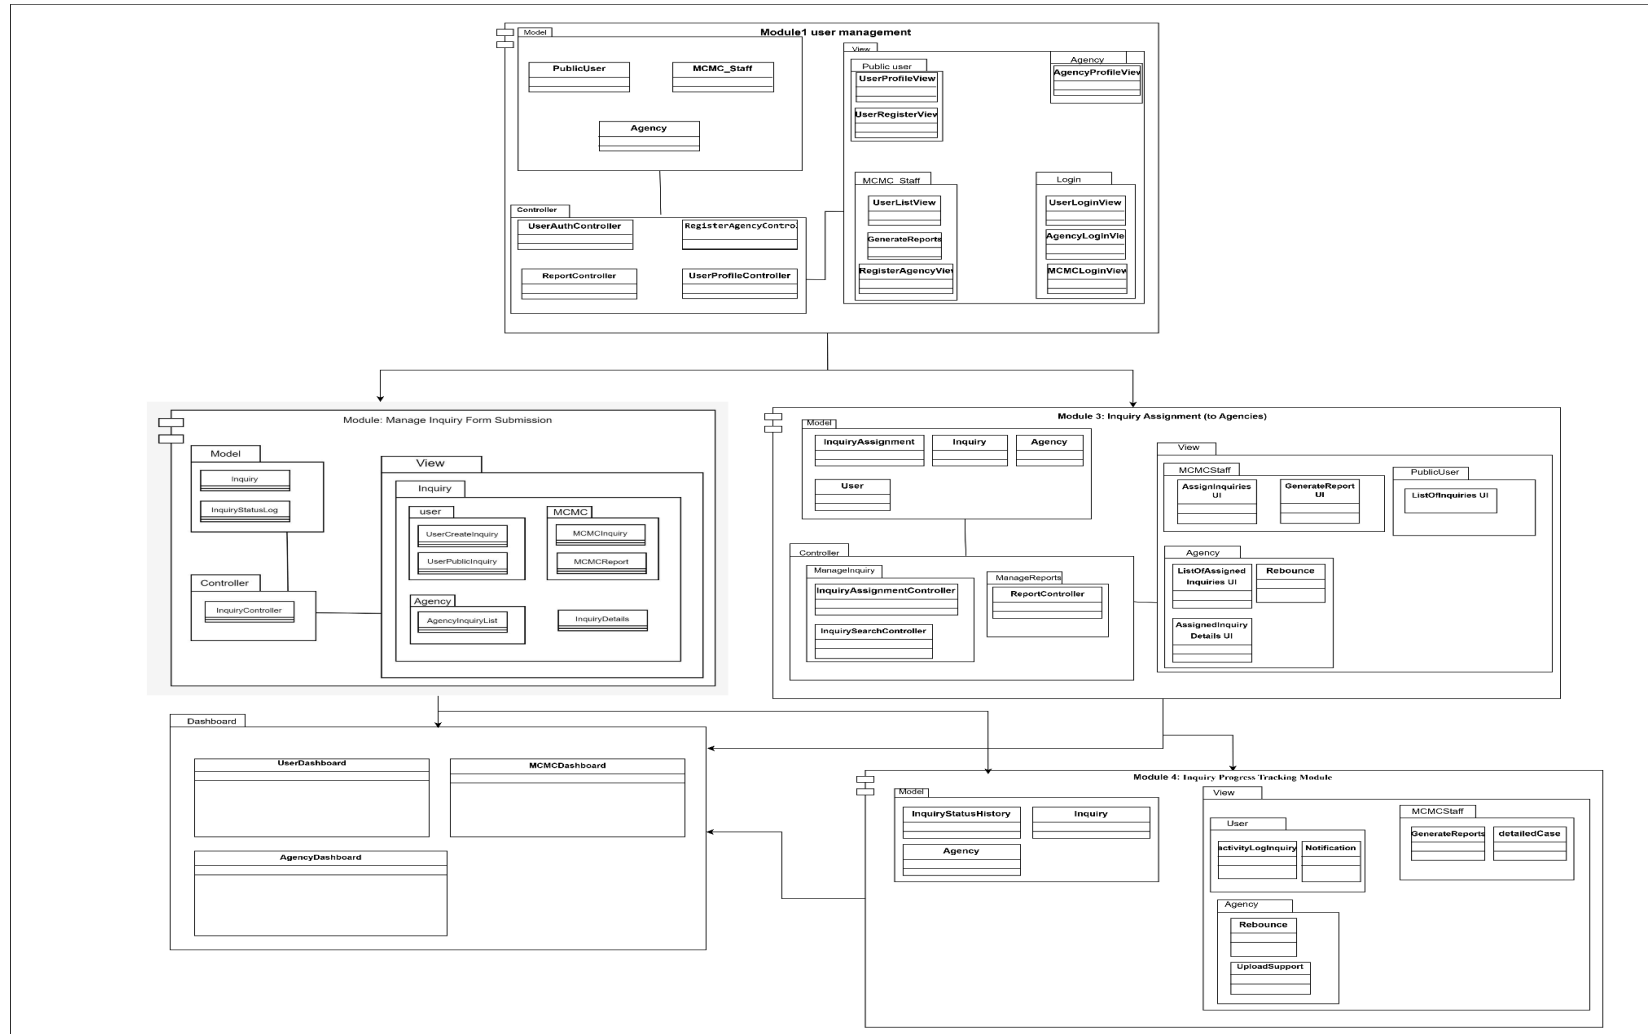 Module1 user management
Model
PublicUser
MCMC_Staff
Agency
Controller
UserAuthController
RegisterAgencyControl
ReportController
UserProfileController
View
Public user
UserProfileView
UserRegisterView
Agency
AgencyProfileView
MCMC_Staff
UserListView
GenerateReports
RegisterAgencyView
Login
UserLoginView
AgencyLoginVie
MCMCLoginView
Module: Manage Inquiry Form Submission
Model
Inquiry
InquiryStatusLog
Controller
InquiryController
View
Inquiry
user
UserCreateInquiry
UserPublicInquiry
MCMC
MCMCInquiry
MCMCReport
Agency
AgencyInquiryList
InquiryDetails
Module 3: Inquiry Assignment (to Agencies)
Model
InquiryAssignment
Inquiry
Agency
User
Controller
ManageInquiry
InquiryAssignmentController
InquirySearchController
ManageReports
ReportController
View
MCMCStaff
AssignInquiries
UI
GenerateReport
UI
PublicUser
ListOfInquiries UI
Agency
ListOfAssigned
Inquiries UI
Rebounce
AssignedInquiry
Details UI
Dashboard
UserDashboard
MCMCDashboard
AgencyDashboard
Module 4: Inquiry Progress Tracking Module
Model
InquiryStatusHistory
Inquiry
Agency
View
User
activityLogInquiry
Notification
MCMCStaff
GenerateReports
detailedCase
Agency
Rebounce
UploadSupport